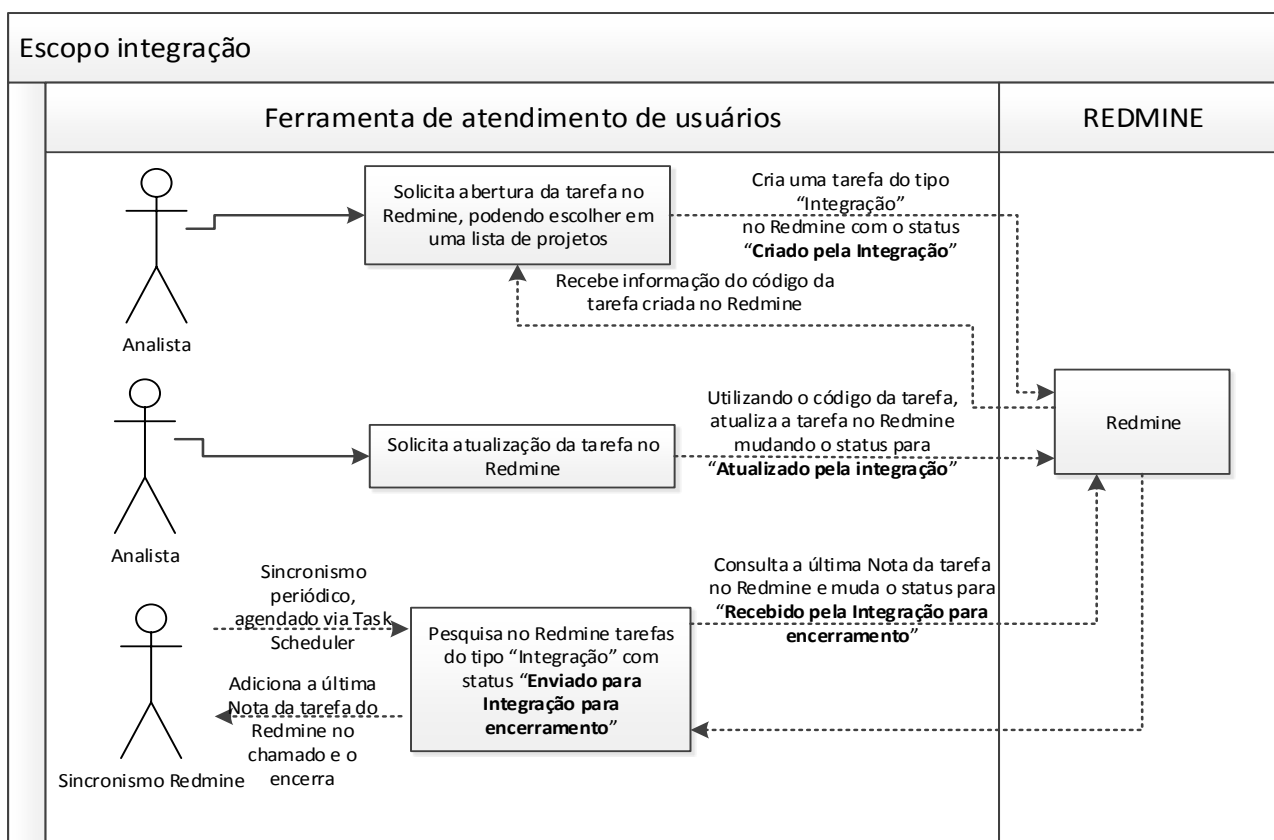 Escopo integração
Ferramenta de atendimento de usuários
REDMINE
Solicita abertura da tarefa no
Redmine, podendo escolher em
uma lista de projetos
Cria uma tarefa do tipo
“Integração”
no Redmine com o status
“Criado pela Integração”
Recebe informação do código da
tarefa criada no Redmine
Analista
Utilizando o código da tarefa,
atualiza a tarefa no Redmine
mudando o status para
“Atualizado pela integração”
Redmine
Solicita atualização da tarefa no
Redmine
Analista
Sincronismo
periódico,
agendado via Task
Scheduler
Consulta a última Nota da tarefa
no Redmine e muda o status para
“Recebido pela Integração para
encerramento”
Pesquisa no Redmine tarefas
do tipo “Integração” com
status “Enviado para
Integração para
encerramento”
Adiciona a última
Nota da tarefa do
Redmine no
chamado e o
encerra
Sincronismo Redmine